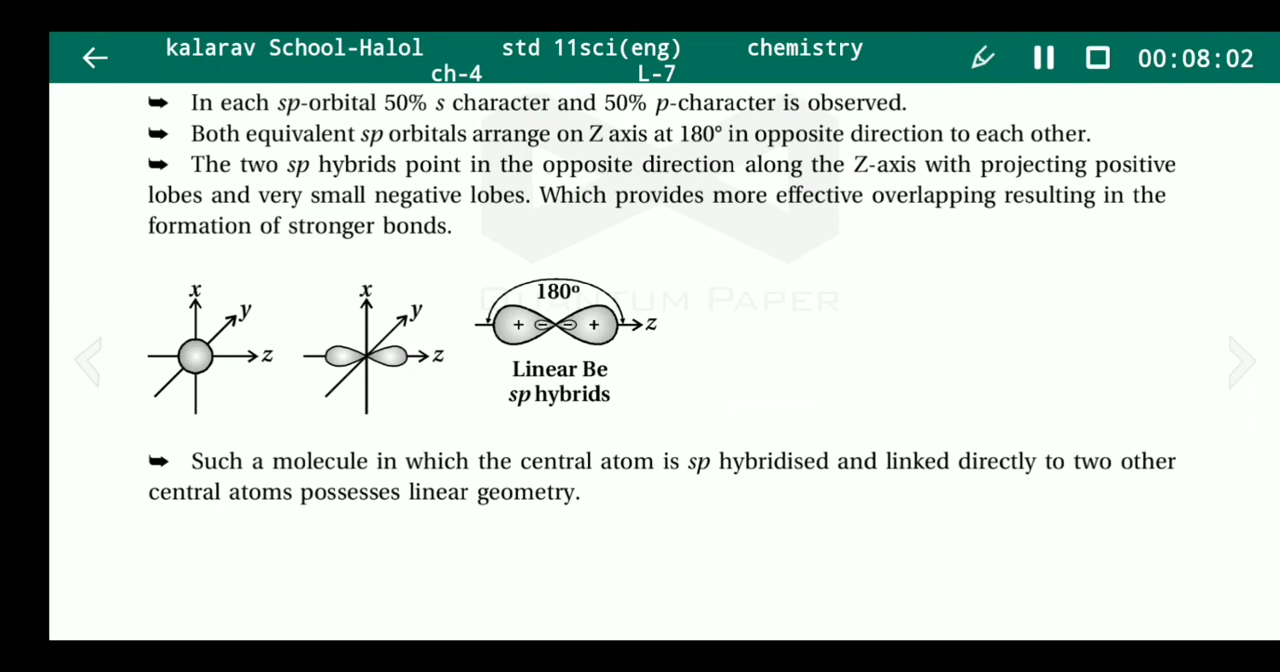 kalarav School-Halol std 11sci(eng) chemistry
ch-4 L-7
00:08:02
➥ In each sp-orbital 50% s character and 50% p-character is observed.
➥ Both equivalent sp orbitals arrange on Z axis at 180° in opposite direction to each other.
➥ The two sp hybrids point in the opposite direction along the Z-axis with projecting positive
lobes and very small negative lobes. Which provides more effective overlapping resulting in the
formation of stronger bonds.
QUANTUM PAPER
x y z
x y z
180° + − − + z
Linear Be
sp hybrids
➥ Such a molecule in which the central atom is sp hybridised and linked directly to two other
central atoms possesses linear geometry.